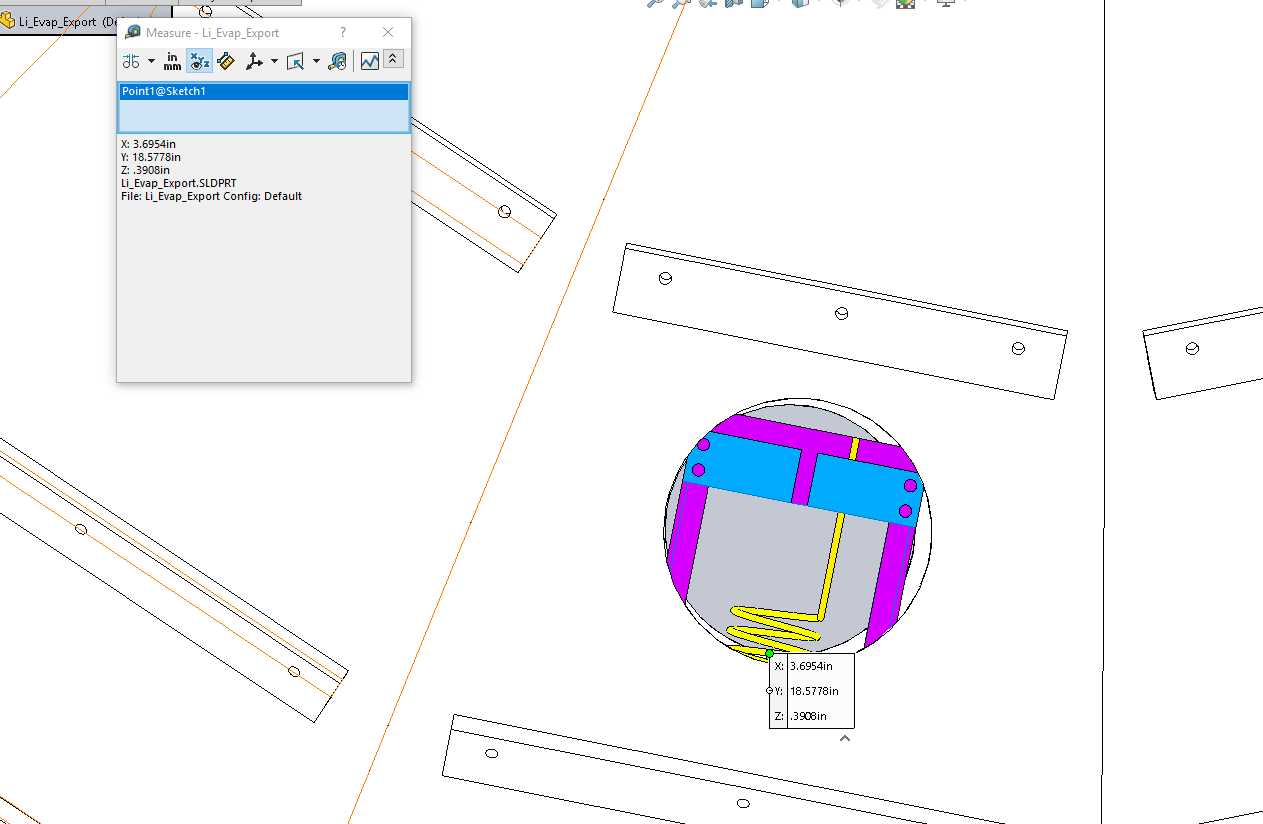 Li_Evap_Export (De
Measure - Li_Evap_Export
?
in
mm
Point1@Sketch1
X: 3.6954in
Y: 18.5778in
Z: .3908in
Li_Evap_Export.SLDPRT
File: Li_Evap_Export Config: Default
X: 3.6954in
Y: 18.5778in
Z: .3908in